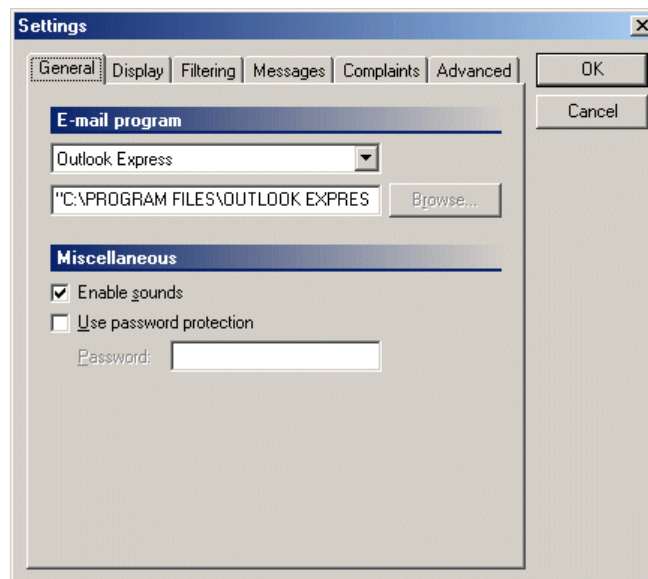 Settings
General Display Filtering Messages Complaints Advanced
OK
Cancel
E-mail program
Outlook Express
"C:\PROGRAM FILES\OUTLOOK EXPRES
Browse...
Miscellaneous
Enable sounds
Use password protection
Password: